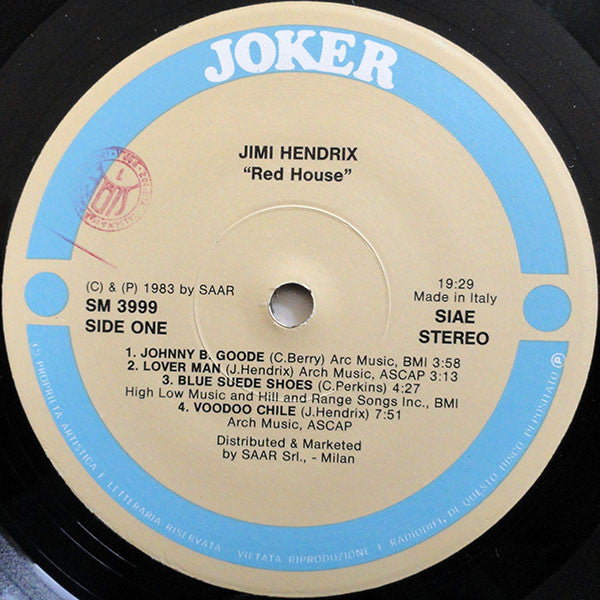 JOKER
JIMI HENDRIX
“Red House”
(C) & (P) 1983 by SAAR
SM 3999
SIDE ONE
19:29
Made in Italy
SIAE
STEREO
1. JOHNNY B. GOODE (C.Berry) Arc Music, BMI 3:58
2. LOVER MAN (J.Hendrix) Arch Music, ASCAP 3:13
3. BLUE SUEDE SHOES (C.Perkins) 4:27
High Low Music and Hill and Range Songs Inc., BMI
4. VOODOO CHILE (J.Hendrix) 7:51
Arch Music, ASCAP
Distributed & Marketed
by SAAR Srl., - Milan
(C) PROPRIETA ARTISTICA E LETTERARIA RISERVATA VIETATA RIPRODUZIONE E RADIODIFF. DI QUESTO DISCO DEPOSITATO (P)